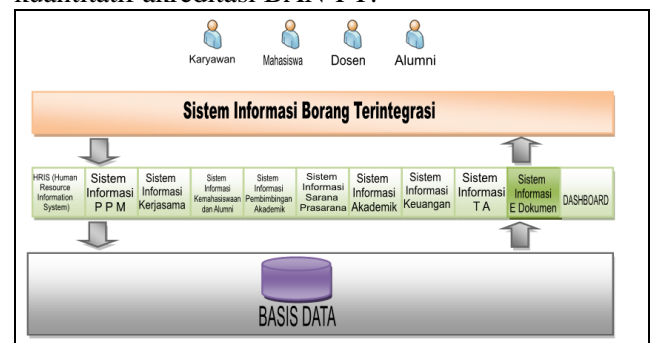 kuantitatif akreditasi BAN-PT.
Karyawan
Mahasiswa
Dosen
Alumni
Sistem Informasi Borang Terintegrasi
HRIS (Human
Resource
Information
System)
Sistem
Informasi
P P M
Sistem
Informasi
Kerjasama
Sistem
Informasi
Kemahasiswaan
dan Alumni
Sistem
Informasi
Pembimbingan
Akademik
Sistem
Informasi
Sarana
Prasarana
Sistem
Informasi
Akademik
Sistem
Informasi
Keuangan
Sistem
Informasi
T A
Sistem
Informasi
E Dokumen
DASHBOARD
BASIS DATA